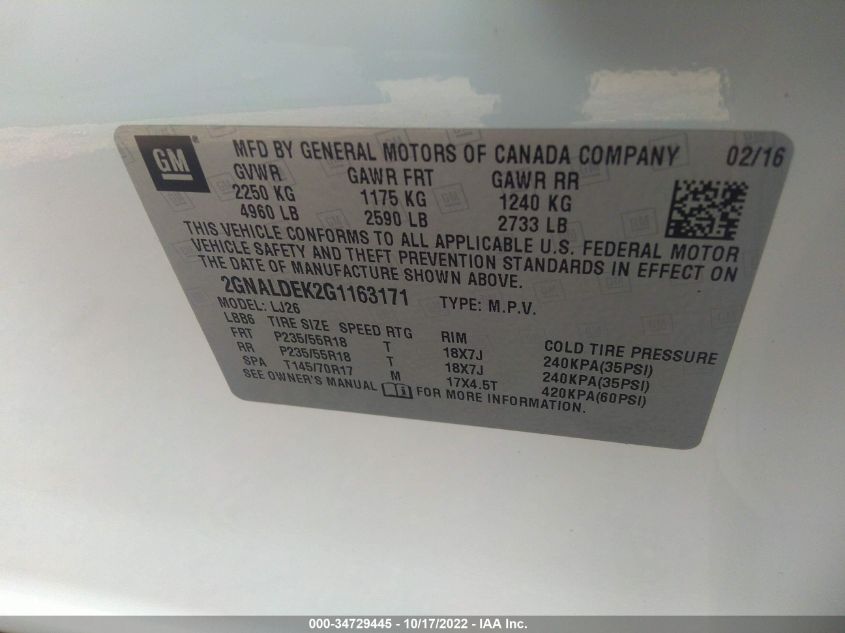 GM ® MFD BY GENERAL MOTORS OF CANADA COMPANY 02/16
GVWR GAWR FRT GAWR RR
2250 KG 1175 KG 1240 KG
4960 LB 2590 LB 2733 LB
THIS VEHICLE CONFORMS TO ALL APPLICABLE U.S. FEDERAL MOTOR
VEHICLE SAFETY AND THEFT PREVENTION STANDARDS IN EFFECT ON
THE DATE OF MANUFACTURE SHOWN ABOVE.
2GNALDEK2G1163171 TYPE: M.P.V.
MODEL: LJ26
LBB6 TIRE SIZE SPEED RTG RIM COLD TIRE PRESSURE
FRT P235/55R18 T 18X7J 240KPA(35PSI)
RR P235/55R18 T 18X7J 240KPA(35PSI)
SPA T145/70R17 M 17X4.5T 420KPA(60PSI)
SEE OWNER'S MANUAL FOR MORE INFORMATION.
000-34729445 - 10/17/2022 - IAA Inc.